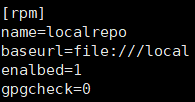 [rpm]
name=localrepo
baseurl=file:///local
enalbed=1
gpgcheck=0